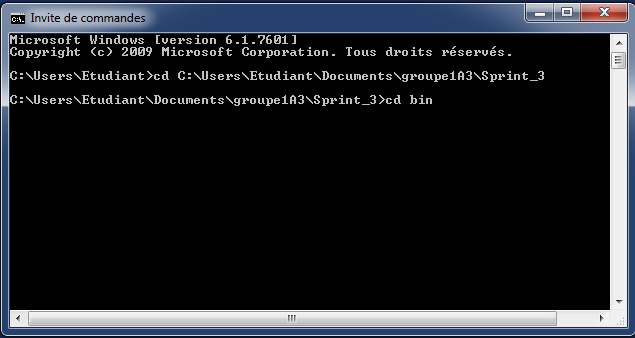 Invite de commandes
Microsoft Windows [version 6.1.7601]
Copyright (c) 2009 Microsoft Corporation. Tous droits réservés.
C:\Users\Etudiant>cd C:\Users\Etudiant\Documents\groupe1A3\Sprint_3
C:\Users\Etudiant\Documents\groupe1A3\Sprint_3>cd bin